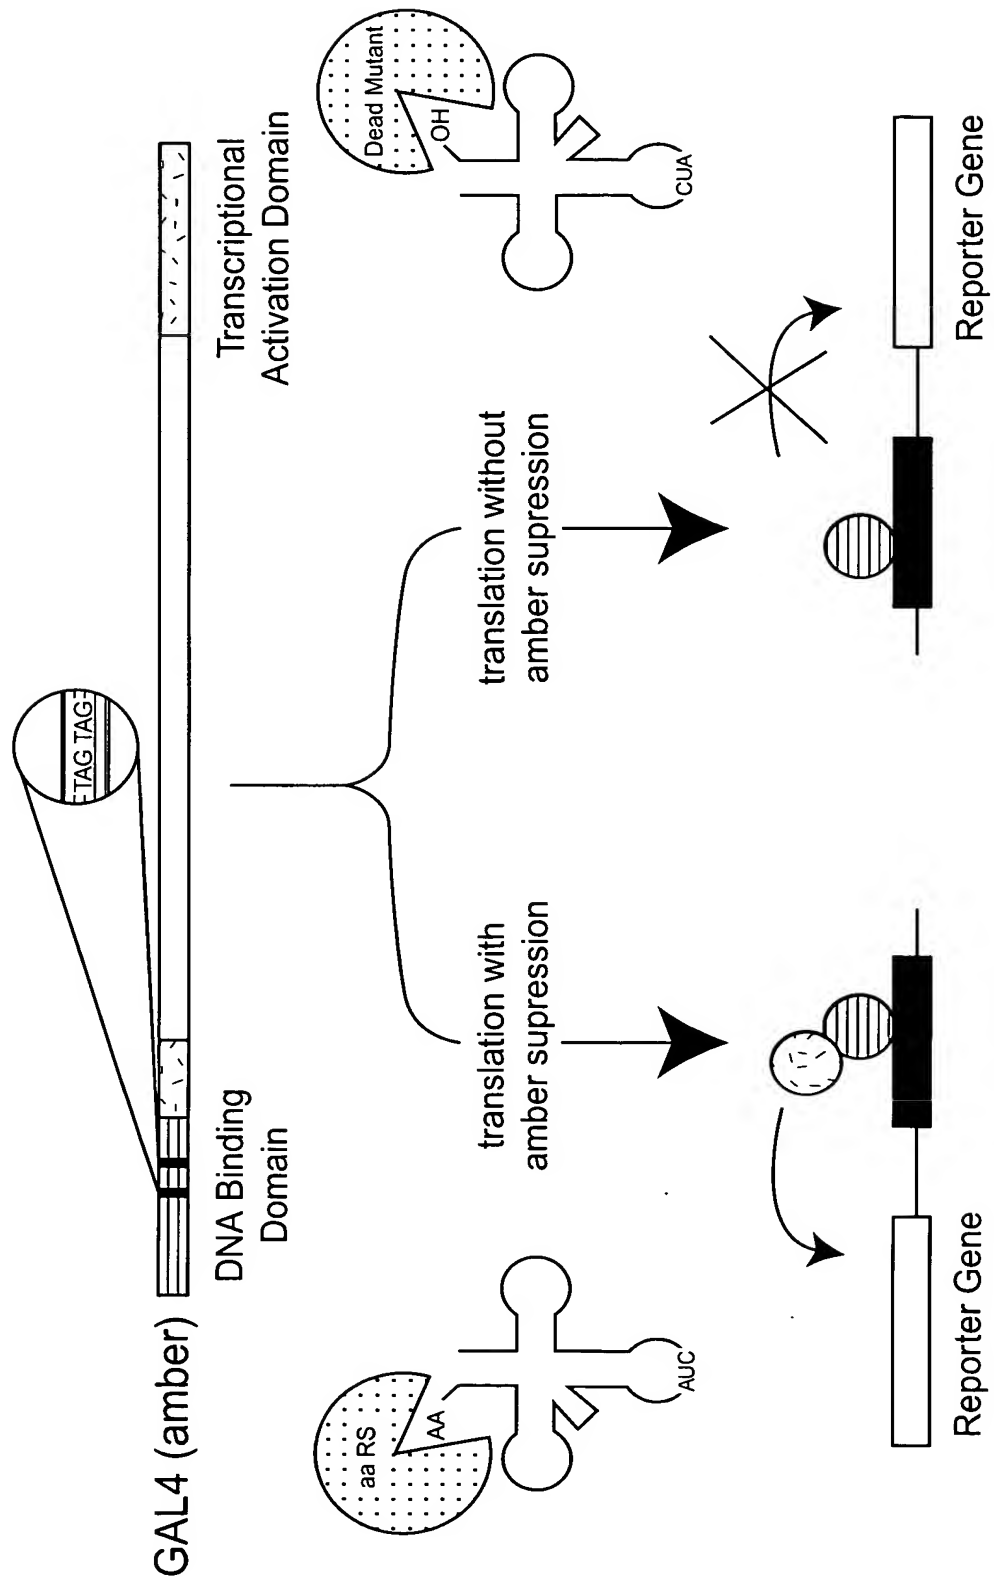 GAL4 (amber)
TAG TAG
DNA Binding
Domain
Transcriptional
Activation Domain
aa RS
AA
AUC
Dead Mutant
OH
CUA
translation with
amber supression
translation without
amber supression
Reporter Gene
Reporter Gene